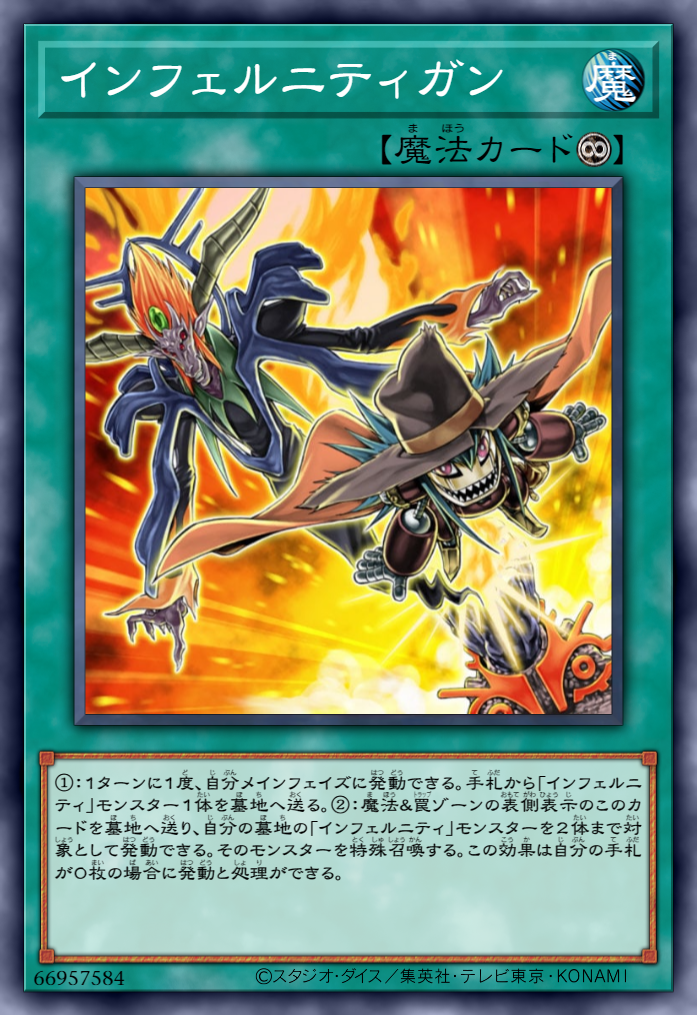 インフェルニティガン
魔
【魔法カード】
①:1ターンに1度、自分メインフェイズに発動できる。手札から「インフェルニ
ティ」モンスター1体を墓地へ送る。②:魔法&罠ゾーンの表側表示のこのカ
ードを墓地へ送り、自分の墓地の「インフェルニティ」モンスターを2体まで対
象として発動できる。そのモンスターを特殊召喚する。この効果は自分の手札
が0枚の場合に発動と処理ができる。
66957584
©スタジオ・ダイス/集英社・テレビ東京・KONAMI